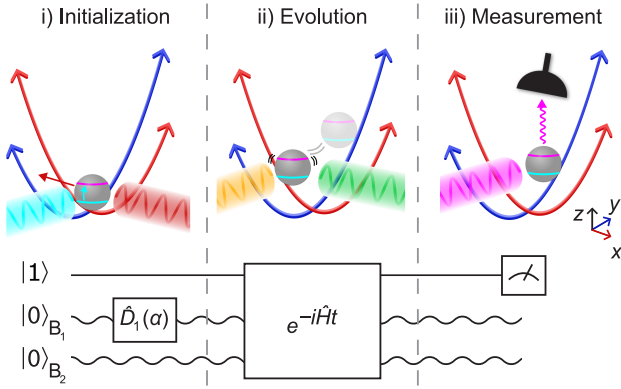 i) Initialization
ii) Evolution
iii) Measurement
z
y
x
|1⟩
|0⟩B₁
D̂₁(α)
|0⟩B₂
e^{−iĤt}